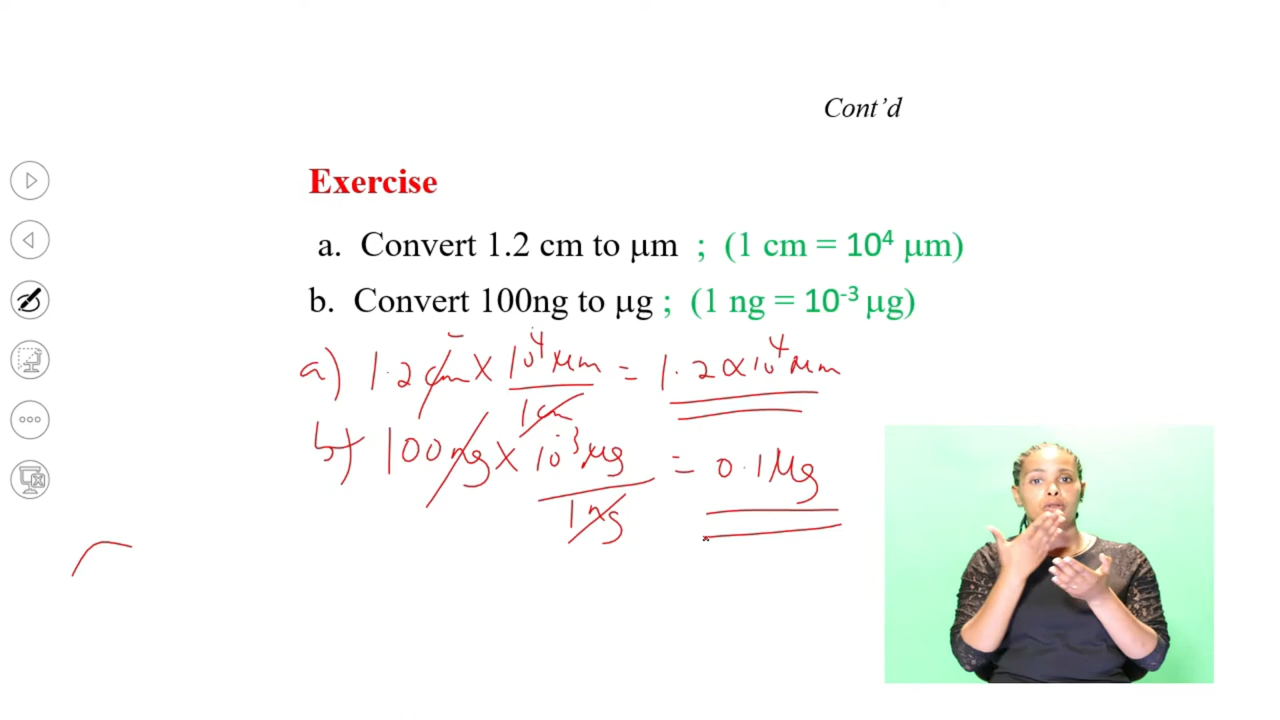 Cont’d
Exercise
a. Convert 1.2 cm to μm ; (1 cm = 10⁴ μm)
b. Convert 100ng to μg ; (1 ng = 10⁻³ μg)
a) 1.2 cm × 10⁴ μm / 1 cm = 1.2 × 10⁴ μm
b) 100 ng × 10⁻³ μg / 1 ng = 0.1 μg